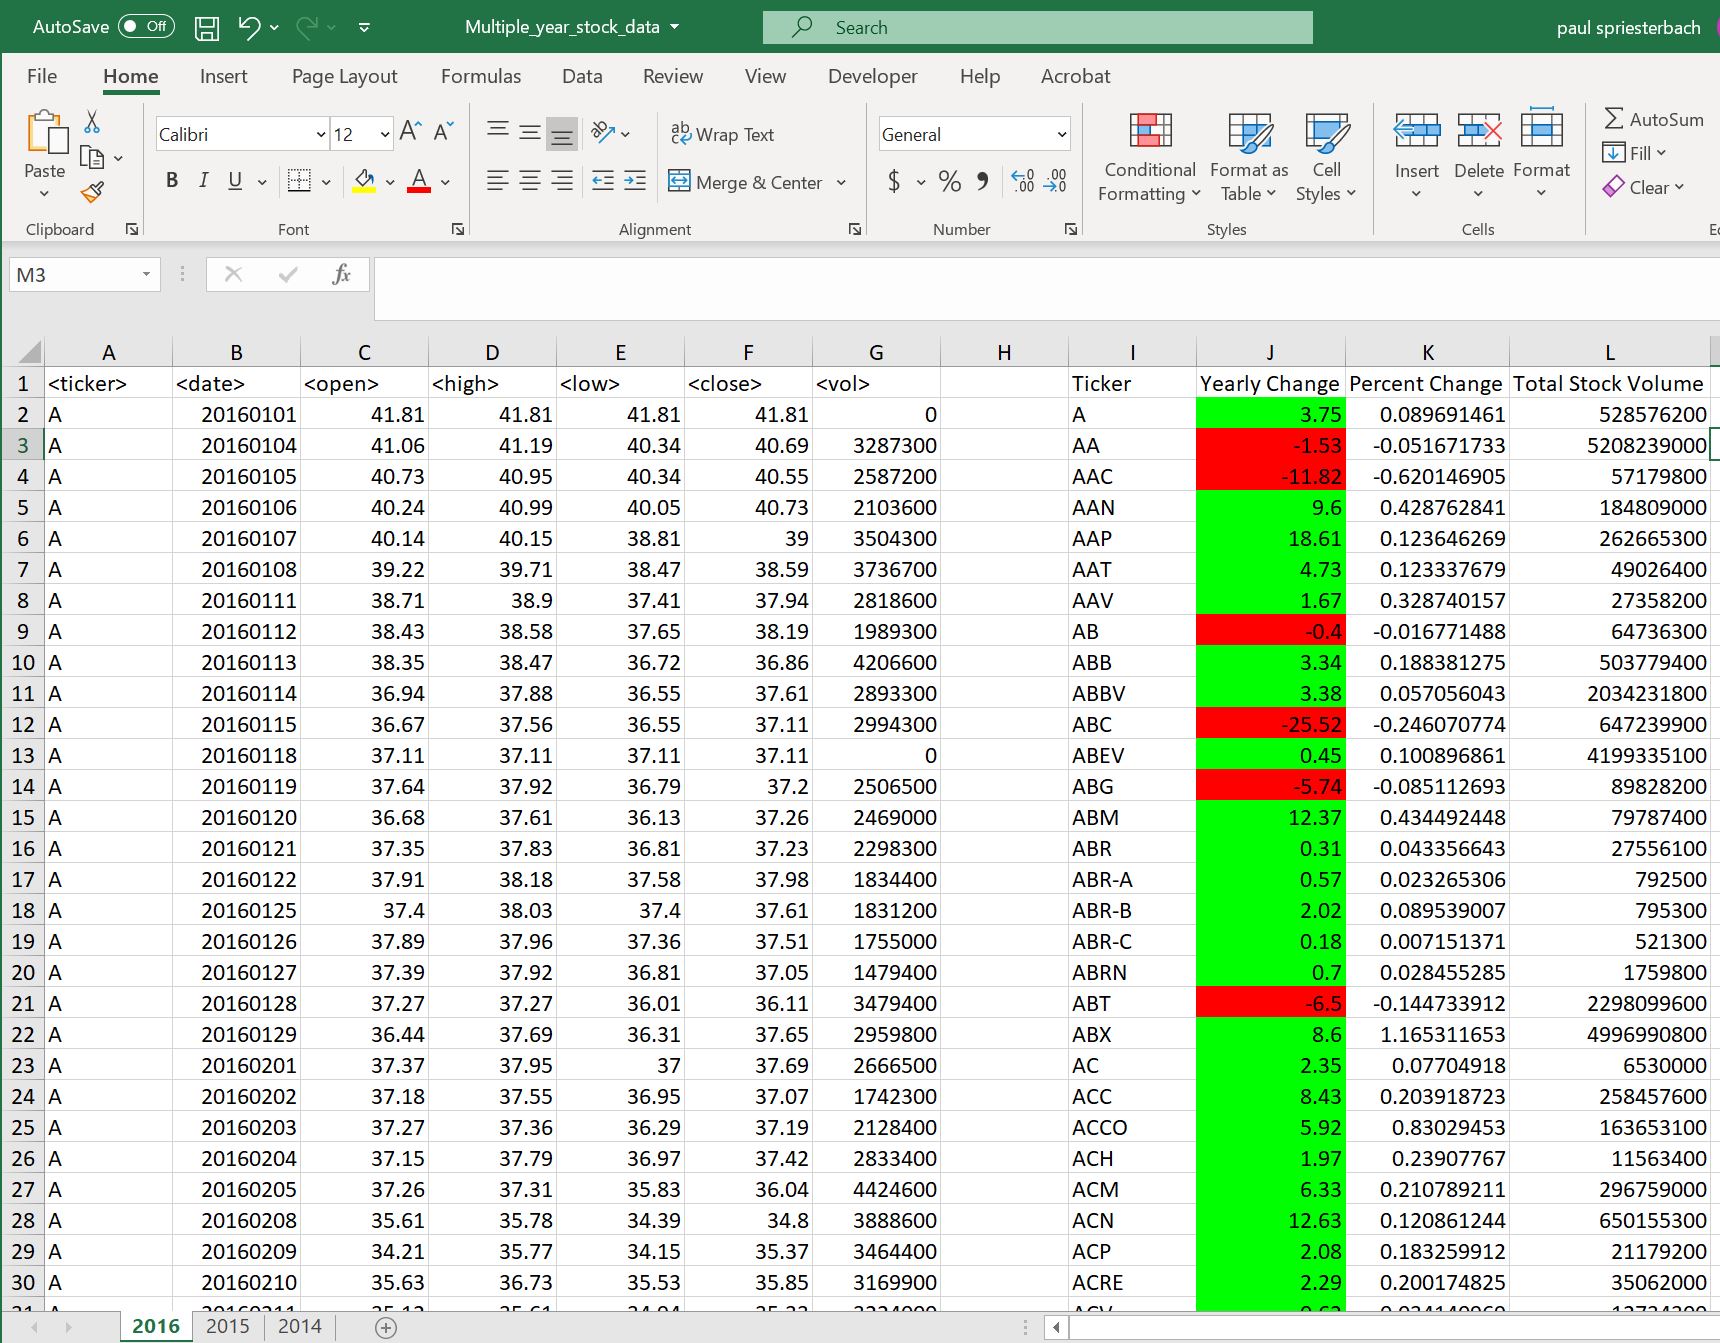 AutoSave Off Multiple_year_stock_data Search paul spriesterbach
File Home Insert Page Layout Formulas Data Review View Developer Help Acrobat
Paste Calibri 12 Wrap Text General Conditional Formatting Format as Table Cell Styles Insert Delete Format AutoSum
B I U Merge & Center $ % Fill
Clear
Clipboard Font Alignment Number Styles Cells
M3 fx
A B C D E F G H I J K L
1 <ticker> <date> <open> <high> <low> <close> <vol> Ticker Yearly Change Percent Change Total Stock Volume
2 A 20160101 41.81 41.81 41.81 41.81 0 A 3.75 0.089691461 528576200
3 A 20160104 41.06 41.19 40.34 40.69 3287300 AA -1.53 -0.051671733 5208239000
4 A 20160105 40.73 40.95 40.34 40.55 2587200 AAC -11.82 -0.620146905 57179800
5 A 20160106 40.24 40.99 40.05 40.73 2103600 AAN 9.6 0.428762841 184809000
6 A 20160107 40.14 40.15 38.81 39 3504300 AAP 18.61 0.123646269 262665300
7 A 20160108 39.22 39.71 38.47 38.59 3736700 AAT 4.73 0.123337679 49026400
8 A 20160111 38.71 38.9 37.41 37.94 2818600 AAV 1.67 0.328740157 27358200
9 A 20160112 38.43 38.58 37.65 38.19 1989300 AB -0.4 -0.016771488 64736300
10 A 20160113 38.35 38.47 36.72 36.86 4206600 ABB 3.34 0.188381275 503779400
11 A 20160114 36.94 37.88 36.55 37.61 2893300 ABBV 3.38 0.057056043 2034231800
12 A 20160115 36.67 37.56 36.55 37.11 2994300 ABC -25.52 -0.246070774 647239900
13 A 20160118 37.11 37.11 37.11 37.11 0 ABEV 0.45 0.100896861 4199335100
14 A 20160119 37.64 37.92 36.79 37.2 2506500 ABG -5.74 -0.085112693 89828200
15 A 20160120 36.68 37.61 36.13 37.26 2469000 ABM 12.37 0.434492448 79787400
16 A 20160121 37.35 37.83 36.81 37.23 2298300 ABR 0.31 0.043356643 27556100
17 A 20160122 37.91 38.18 37.58 37.98 1834400 ABR-A 0.57 0.023265306 792500
18 A 20160125 37.4 38.03 37.4 37.61 1831200 ABR-B 2.02 0.089539007 795300
19 A 20160126 37.89 37.96 37.36 37.51 1755000 ABR-C 0.18 0.007151371 521300
20 A 20160127 37.39 37.92 36.81 37.05 1479400 ABRN 0.7 0.028455285 1759800
21 A 20160128 37.27 37.27 36.01 36.11 3479400 ABT -6.5 -0.144733912 2298099600
22 A 20160129 36.44 37.69 36.31 37.65 2959800 ABX 8.6 1.165311653 4996990800
23 A 20160201 37.37 37.95 37 37.69 2666500 AC 2.35 0.07704918 6530000
24 A 20160202 37.18 37.55 36.95 37.07 1742300 ACC 8.43 0.203918723 258457600
25 A 20160203 37.27 37.36 36.29 37.19 2128400 ACCO 5.92 0.83029453 163653100
26 A 20160204 37.15 37.79 36.97 37.42 2833400 ACH 1.97 0.23907767 11563400
27 A 20160205 37.26 37.31 35.83 36.04 4424600 ACM 6.33 0.210789211 296759000
28 A 20160208 35.61 35.78 34.39 34.8 3888600 ACN 12.63 0.120861244 650155300
29 A 20160209 34.21 35.77 34.15 35.37 3464400 ACP 2.08 0.183259912 21179200
30 A 20160210 35.63 36.73 35.53 35.85 3169900 ACRE 2.29 0.200174825 35062000
2016 2015 2014